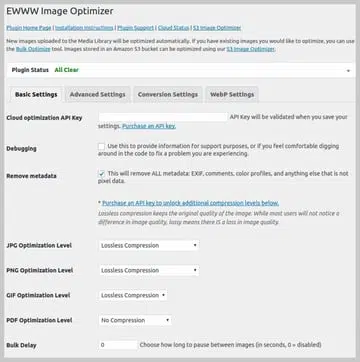 EWWW Image Optimizer
Plugin Home Page | Installation Instructions | Plugin Support | Cloud Status | S3 Image Optimizer
New images uploaded to the Media Library will be optimized automatically. If you have existing images you would like to optimize, you can
use the Bulk Optimize tool. Images stored in an Amazon S3 bucket can be optimized using our S3 Image Optimizer.
Plugin Status All Clear
Basic Settings Advanced Settings Conversion Settings WebP Settings
Cloud optimization API Key API Key will be validated when you save your
settings. Purchase an API key.
Debugging Use this to provide information for support purposes, or if you feel comfortable digging
around in the code to fix a problem you are experiencing.
Remove metadata This will remove ALL metadata: EXIF, comments, color profiles, and anything else that is not
pixel data.
* Purchase an API key to unlock additional compression levels below.
Lossless compression keeps the original quality of the image. While most users will not notice a
difference in image quality, lossy means there IS a loss in image quality.
JPG Optimization Level Lossless Compression
PNG Optimization Level Lossless Compression
GIF Optimization Level Lossless Compression
PDF Optimization Level No Compression
Bulk Delay 0 Choose how long to pause between images (in seconds, 0 = disabled)